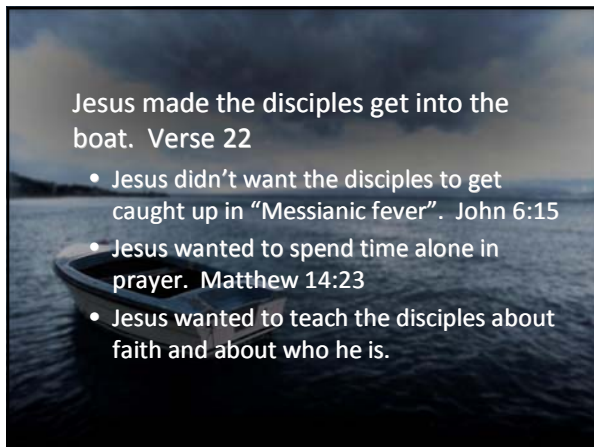 Jesus made the disciples get into the
boat.  Verse 22
• Jesus didn’t want the disciples to get
caught up in “Messianic fever”.  John 6:15
• Jesus wanted to spend time alone in
prayer.  Matthew 14:23
• Jesus wanted to teach the disciples about
faith and about who he is.